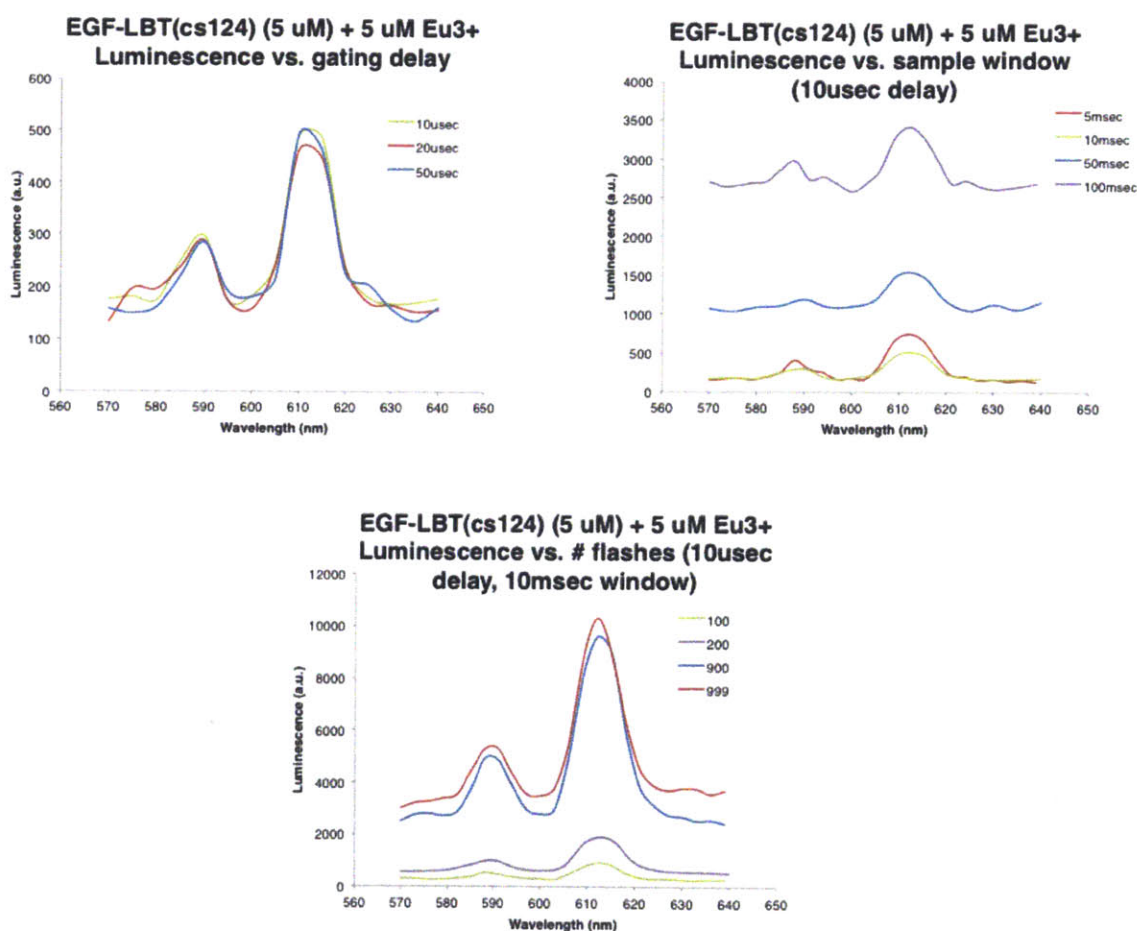 EGF-LBT(cs124) (5 uM) + 5 uM Eu3+
Luminescence vs. gating delay
600
500
400
300
200
100
0
Luminescence (a.u.)
10usec
20usec
50usec
560 570 580 590 600 610 620 630 640 650
Wavelength (nm)
EGF-LBT(cs124) (5 uM) + 5 uM Eu3+
Luminescence vs. sample window
(10usec delay)
4000
3500
3000
2500
2000
1500
1000
500
0
Luminescence (a.u.)
5msec
10msec
50msec
100msec
560 570 580 590 600 610 620 630 640 650
Wavelength (nm)
EGF-LBT(cs124) (5 uM) + 5 uM Eu3+
Luminescence vs. # flashes (10usec
delay, 10msec window)
12000
10000
8000
6000
4000
2000
0
Luminescence (a.u.)
100
200
900
999
560 570 580 590 600 610 620 630 640 650
Wavelength (nm)